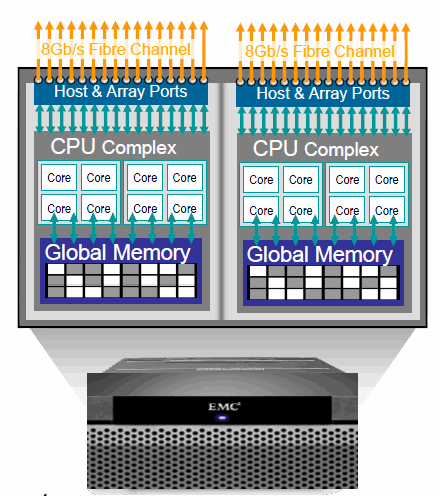 8Gb/s Fibre Channel
Host & Array Ports
CPU Complex
Core Core Core Core
Core Core Core Core
Global Memory
8Gb/s Fibre Channel
Host & Array Ports
CPU Complex
Core Core Core Core
Core Core Core Core
Global Memory
EMC²